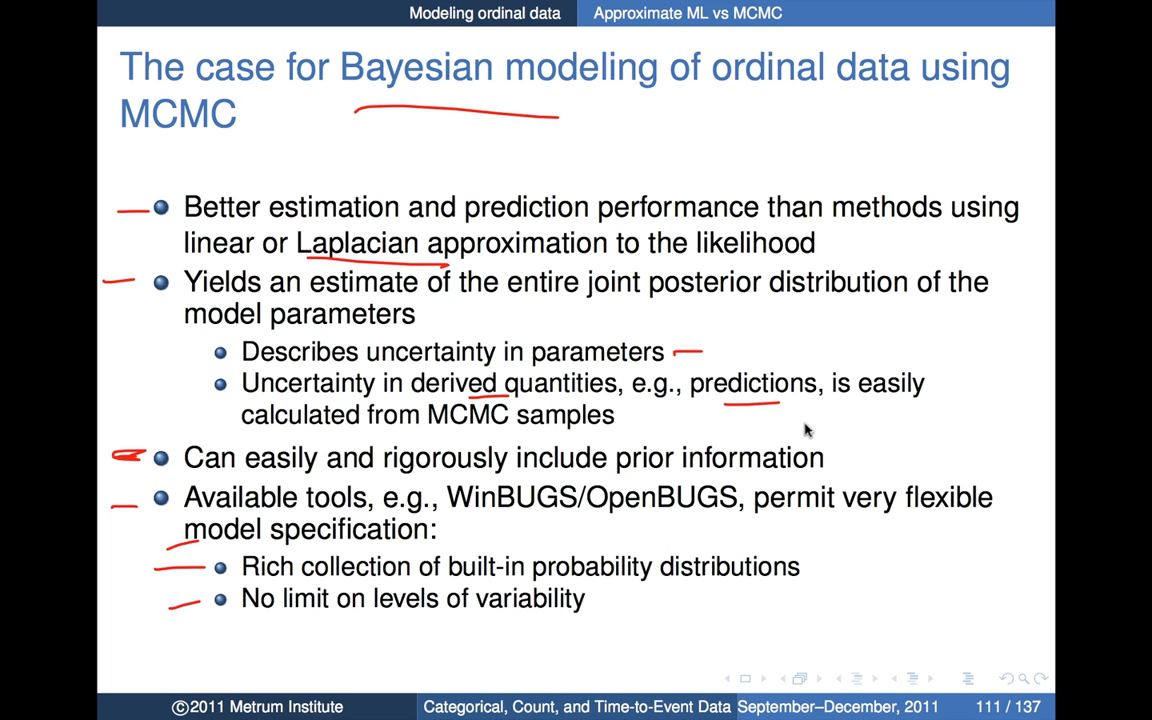 Modeling ordinal data Approximate ML vs MCMC
The case for Bayesian modeling of ordinal data using
MCMC
Better estimation and prediction performance than methods using
linear or Laplacian approximation to the likelihood
Yields an estimate of the entire joint posterior distribution of the
model parameters
Describes uncertainty in parameters
Uncertainty in derived quantities, e.g., predictions, is easily
calculated from MCMC samples
Can easily and rigorously include prior information
Available tools, e.g., WinBUGS/OpenBUGS, permit very flexible
model specification:
Rich collection of built-in probability distributions
No limit on levels of variability
©2011 Metrum Institute Categorical, Count, and Time-to-Event Data September–December, 2011 111 / 137